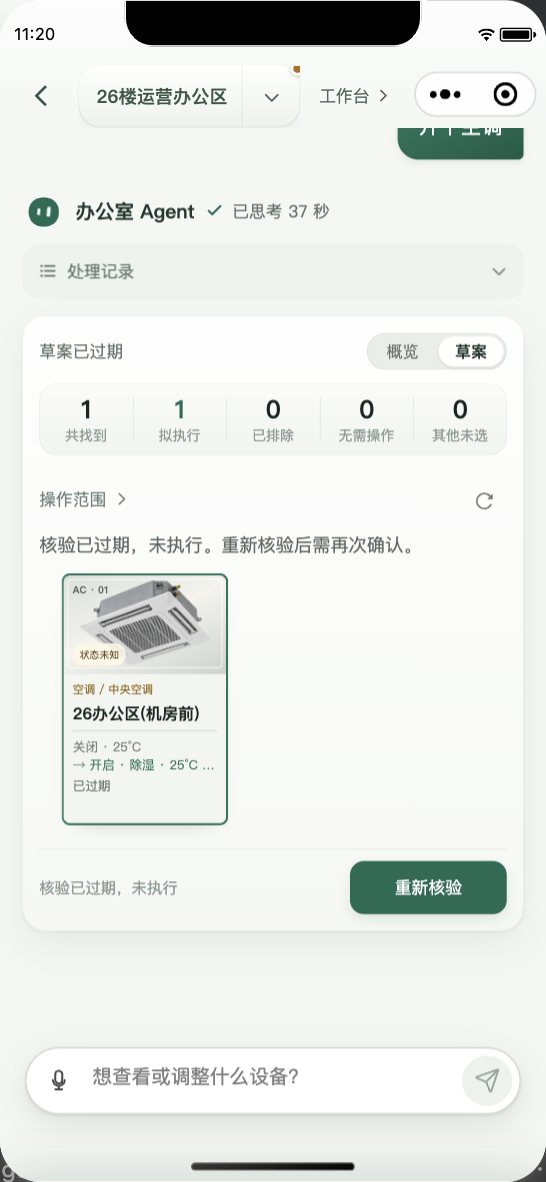 11:20
26楼运营办公区
工作台
开个空调
办公室 Agent 已思考 37 秒
处理记录
草案已过期 概览 草案
1 1 0 0 0
共找到 拟执行 已排除 无需操作 其他未选
操作范围
核验已过期，未执行。重新核验后需再次确认。
AC · 01
状态未知
空调 / 中央空调
26办公区(机房前)
关闭 · 25°C
→ 开启 · 除湿 · 25°C ...
已过期
核验已过期，未执行 重新核验
想查看或调整什么设备?